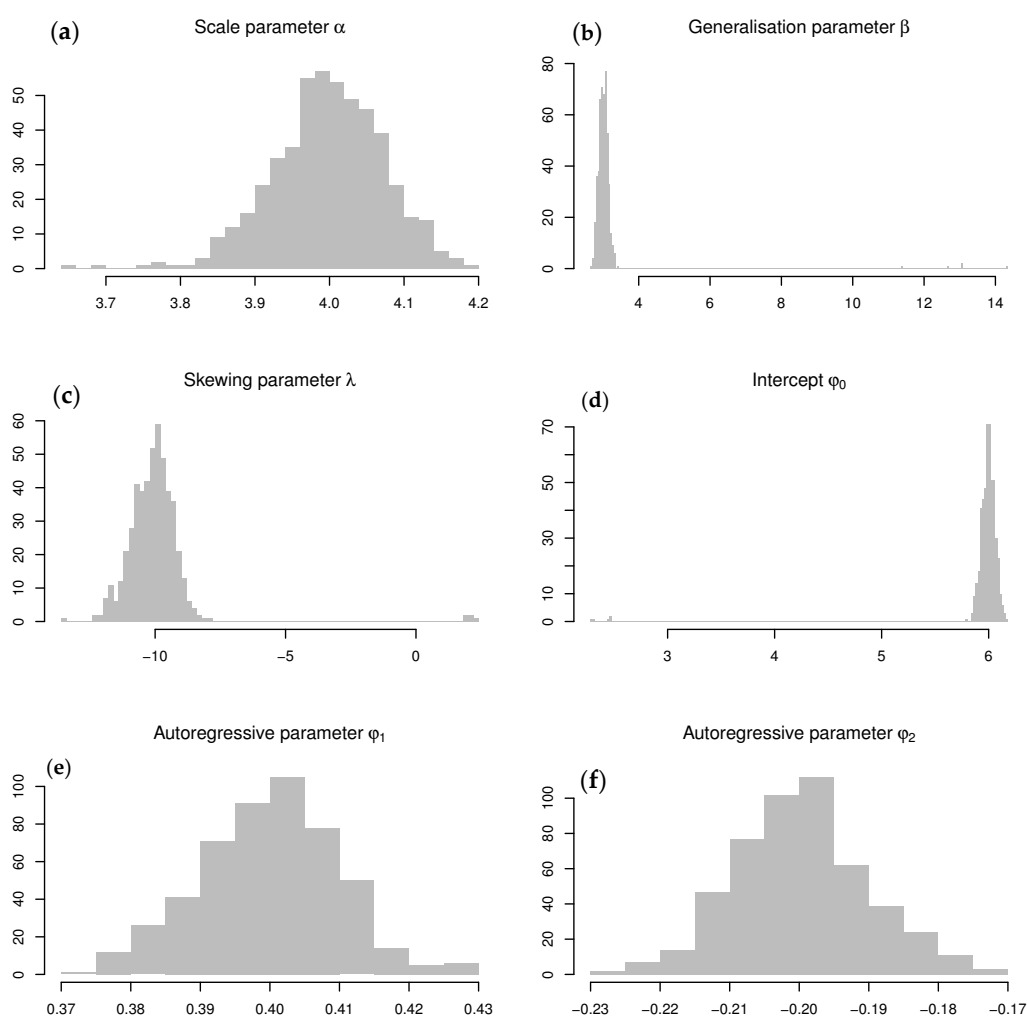 (a) Scale parameter α
0 10 20 30 40 50
3.7 3.8 3.9 4.0 4.1 4.2
(b) Generalisation parameter β
0 20 40 60 80
4 6 8 10 12 14
(c) Skewing parameter λ
0 10 20 30 40 50 60
−10 −5 0
(d) Intercept φ0
0 10 30 50 70
3 4 5 6
(e) Autoregressive parameter φ1
0 20 40 60 80 100
0.37 0.38 0.39 0.40 0.41 0.42 0.43
(f) Autoregressive parameter φ2
0 20 40 60 80 100
−0.23 −0.22 −0.21 −0.20 −0.19 −0.18 −0.17